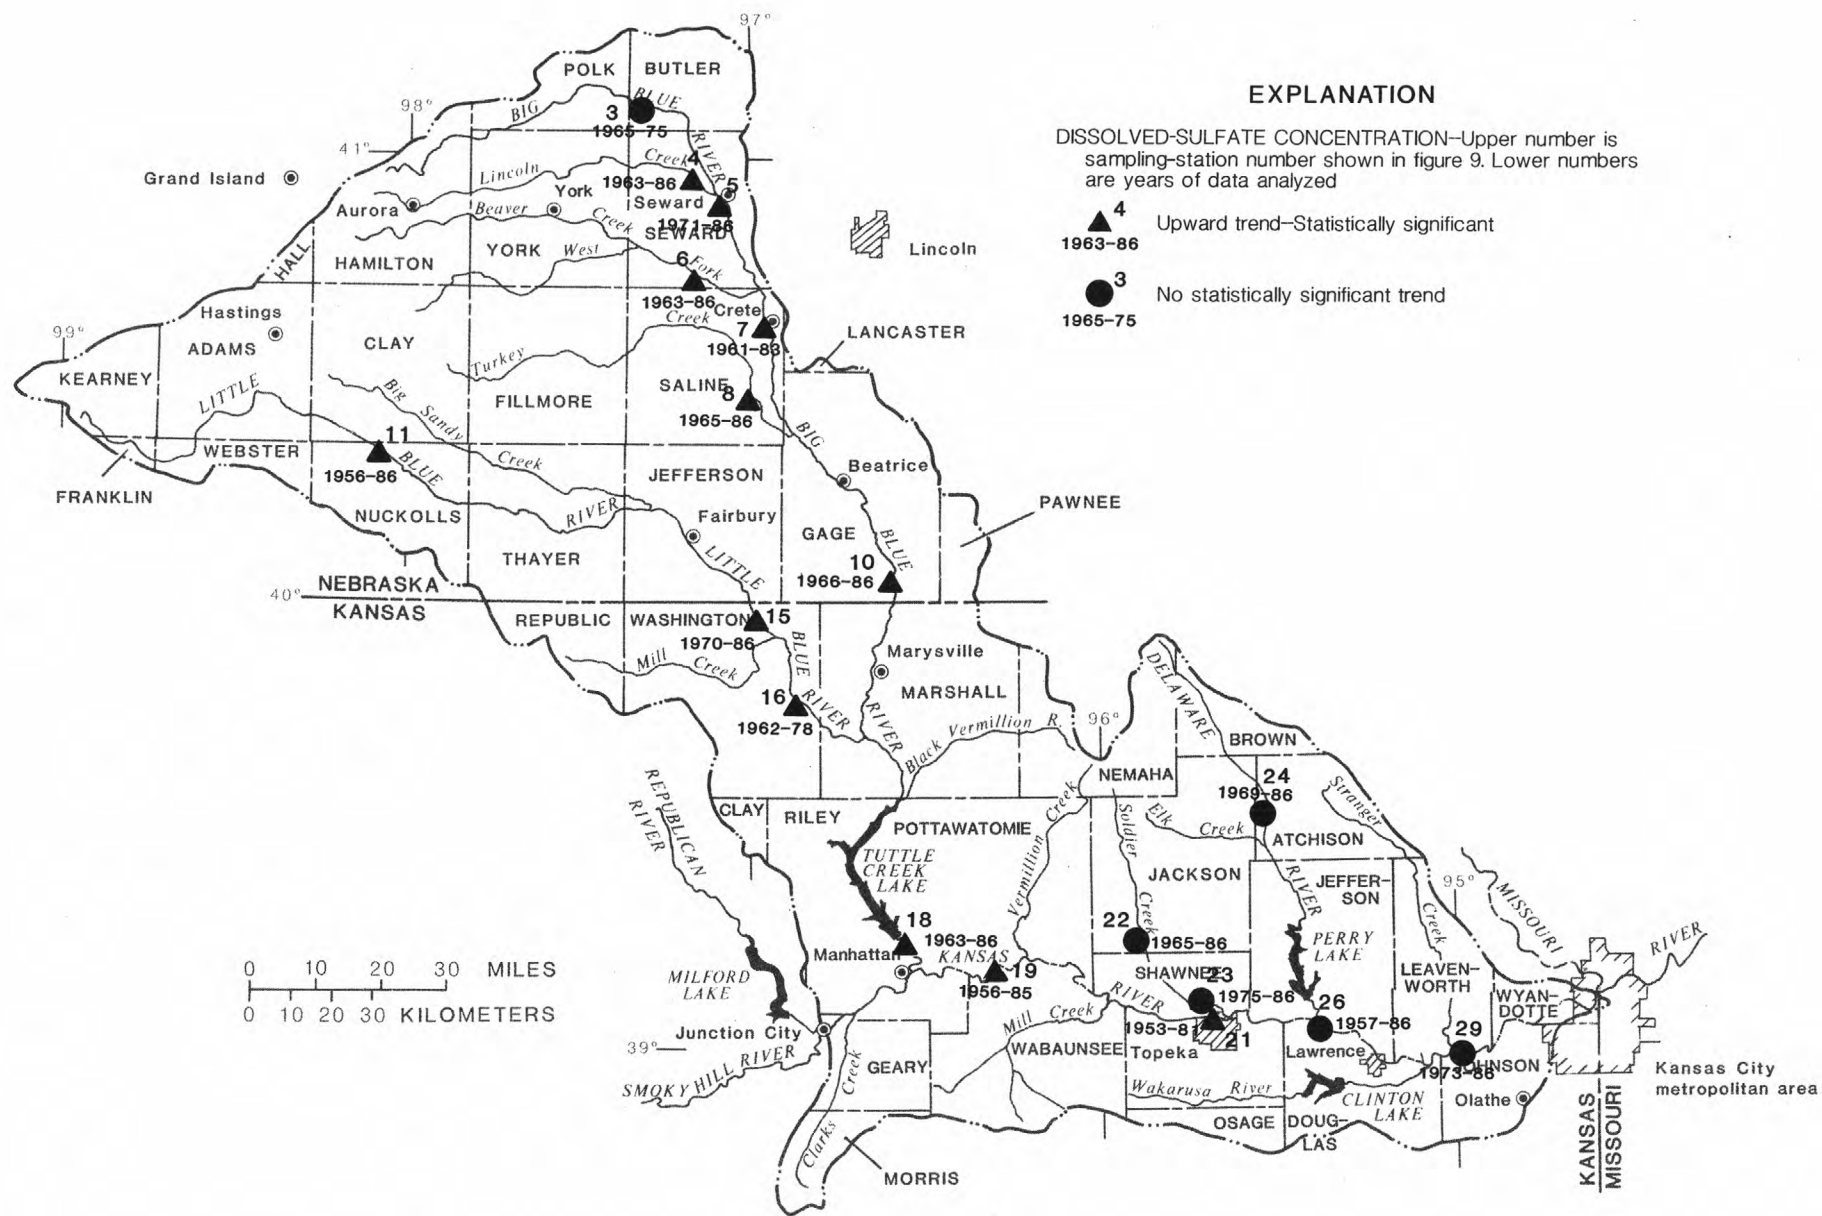 97°
POLK
BUTLER
BIG
BLUE
RIVER
98°
3
1965-75
41°
Grand Island
Lincoln
Creek
4
1963-86
5
Seward
1971-86
SEWARD
Aurora
York
Beaver
Creek
YORK
West
Fork
HALL
HAMILTON
6
1963-86
Lincoln
EXPLANATION
DISSOLVED-SULFATE CONCENTRATION—Upper number is
sampling-station number shown in figure 9. Lower numbers
are years of data analyzed
4
1963-86
Upward trend—Statistically significant
3
1965-75
No statistically significant trend
Hastings
99°
ADAMS
CLAY
Creek
Crete
7
1961-83
LANCASTER
KEARNEY
LITTLE
Turkey
Big
Sandy
Creek
FILLMORE
SALINE
8
1965-86
11
1956-86
WEBSTER
BLUE
FRANKLIN
JEFFERSON
BIG
Beatrice
NUCKOLLS
RIVER
Fairbury
GAGE
BLUE
PAWNEE
THAYER
LITTLE
10
1966-86
NEBRASKA
40°
KANSAS
REPUBLIC
WASHINGTON
15
1970-86
BLUE
Mill
Creek
Marysville
MARSHALL
16
1962-78
RIVER
RIVER
Black Vermillion R.
96°
DELAWARE
BROWN
NEMAHA
24
1969-86
Stranger
REPUBLICAN
RIVER
CLAY
RILEY
POTTAWATOMIE
Creek
Soldier
Elk
Creek
ATCHISON
TUTTLE
CREEK
LAKE
Vermillion
JACKSON
RIVER
JEFFER-
SON
95°
Creek
Creek
MISSOURI
RIVER
18
1963-86
Manhattan
KANSAS
19
1956-85
22
1965-86
PERRY
LAKE
0 10 20 30 MILES
0 10 20 30 KILOMETERS
MILFORD
LAKE
SHAWNEE
23
1975-86
RIVER
LEAVEN-
WORTH
WYAN-
DOTTE
26
1957-86
Junction City
Mill
Creek
1953-81
21
29
39°
SMOKY HILL RIVER
Creek
GEARY
WABAUNSEE
Topeka
Lawrence
1973-86
JOHNSON
Kansas City
metropolitan area
Wakarusa River
CLINTON
LAKE
Olathe
OSAGE
DOUG-
LAS
Clarks
MORRIS
KANSAS
MISSOURI